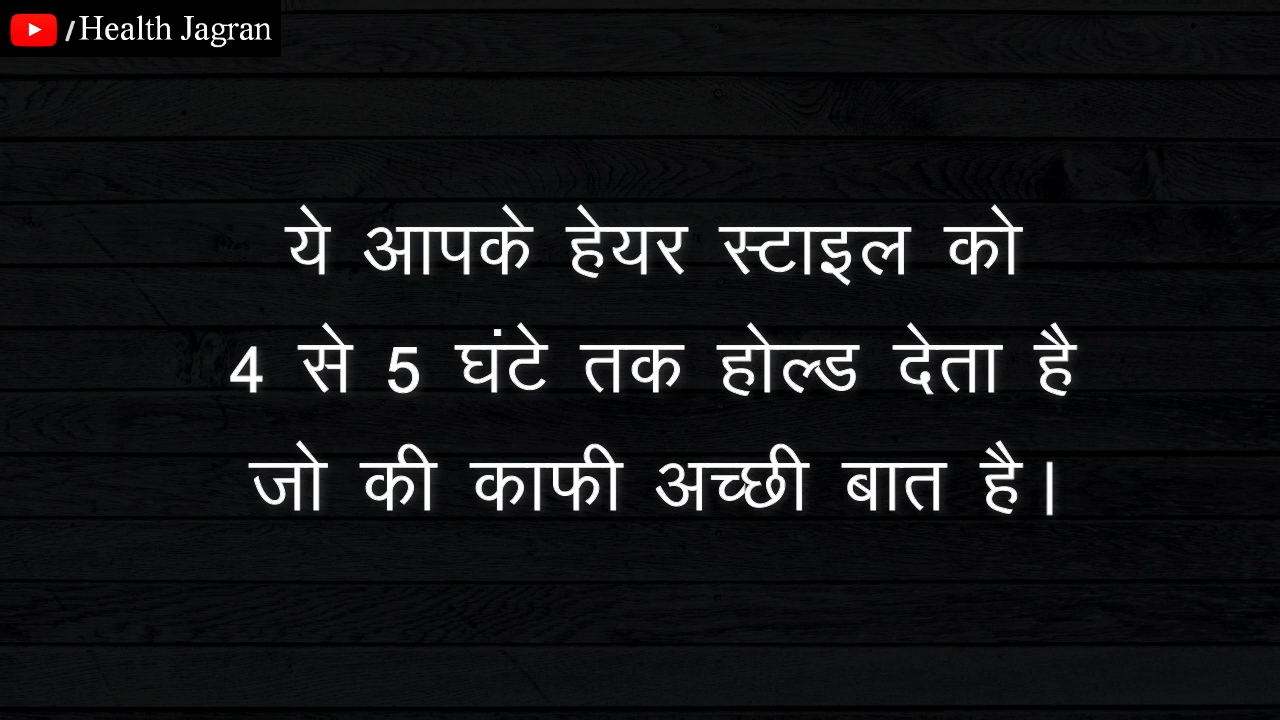 /Health Jagran
ये आपके हेयर स्टाइल को
4 से 5 घंटे तक होल्ड देता है
जो की काफी अच्छी बात है।